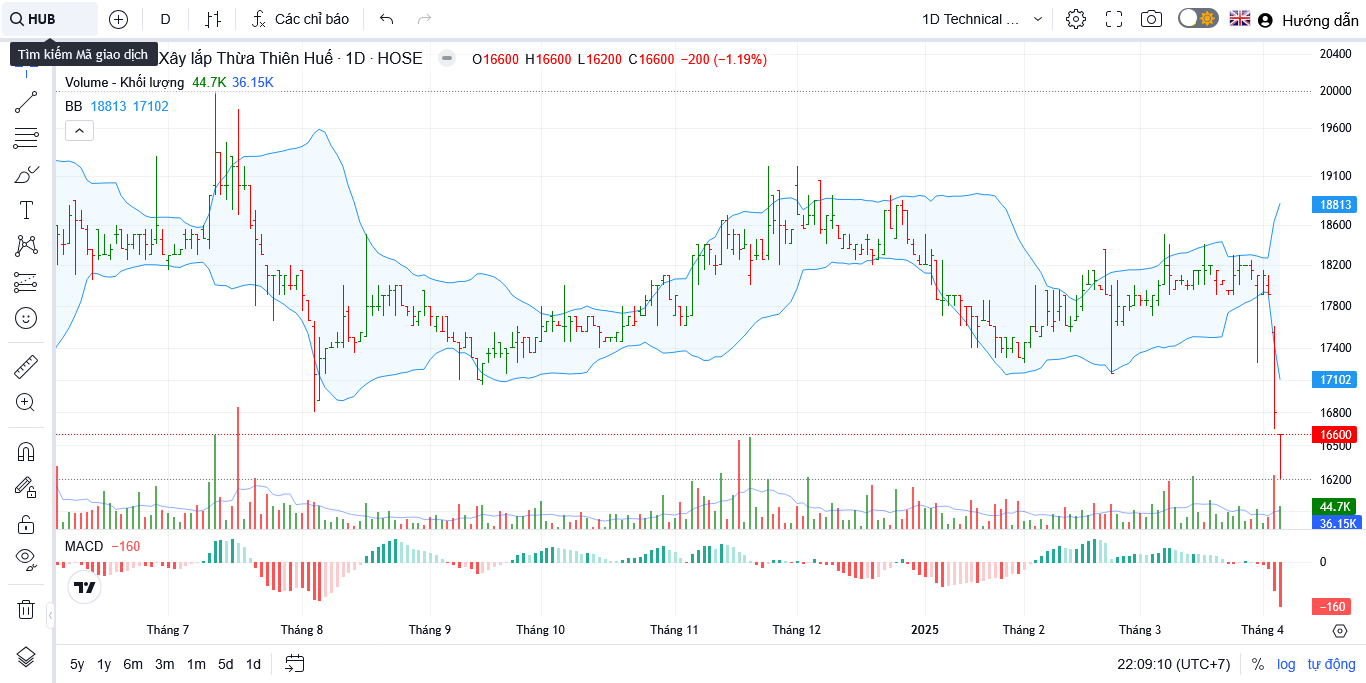 HUB
D
Các chỉ báo
1D Technical ...
Hướng dẫn
Tìm kiếm Mã giao dịch
Xây lắp Thừa Thiên Huế · 1D · HOSE
O16600 H16600 L16200 C16600 −200 (−1.19%)
Volume - Khối lượng 44.7K 36.15K
BB 18813 17102
20400
20000
19600
19100
18813
18600
18200
17800
17400
17102
16800
16600
16500
16200
44.7K
36.15K
MACD −160
0
−160
Tháng 7 Tháng 8 Tháng 9 Tháng 10 Tháng 11 Tháng 12 2025 Tháng 2 Tháng 3 Tháng 4
5y 1y 6m 3m 1m 5d 1d
22:09:10 (UTC+7) % log tự động